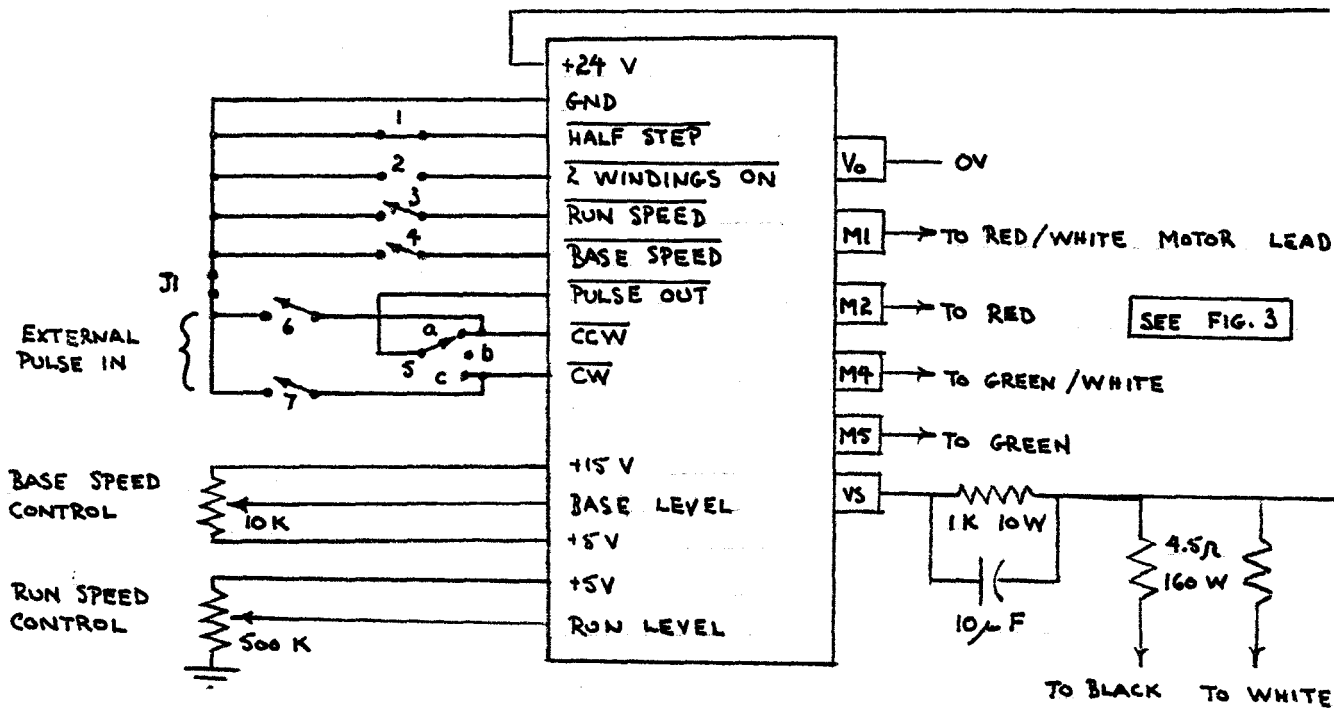 +24 V
GND
1
HALF STEP
2
2 WINDINGS ON
3
RUN SPEED
4
BASE SPEED
J1
PULSE OUT
6
a
CCW
5
b
c
CW
7
EXTERNAL
PULSE IN
+15 V
BASE SPEED
CONTROL
10K
BASE LEVEL
+5V
+5V
RUN SPEED
CONTROL
500 K
RUN LEVEL
Vo
0V
M1
TO RED/WHITE MOTOR LEAD
M2
TO RED
SEE FIG. 3
M4
TO GREEN/WHITE
M5
TO GREEN
VS
1K 10W
10μF
4.5Ω
160 W
TO BLACK
TO WHITE